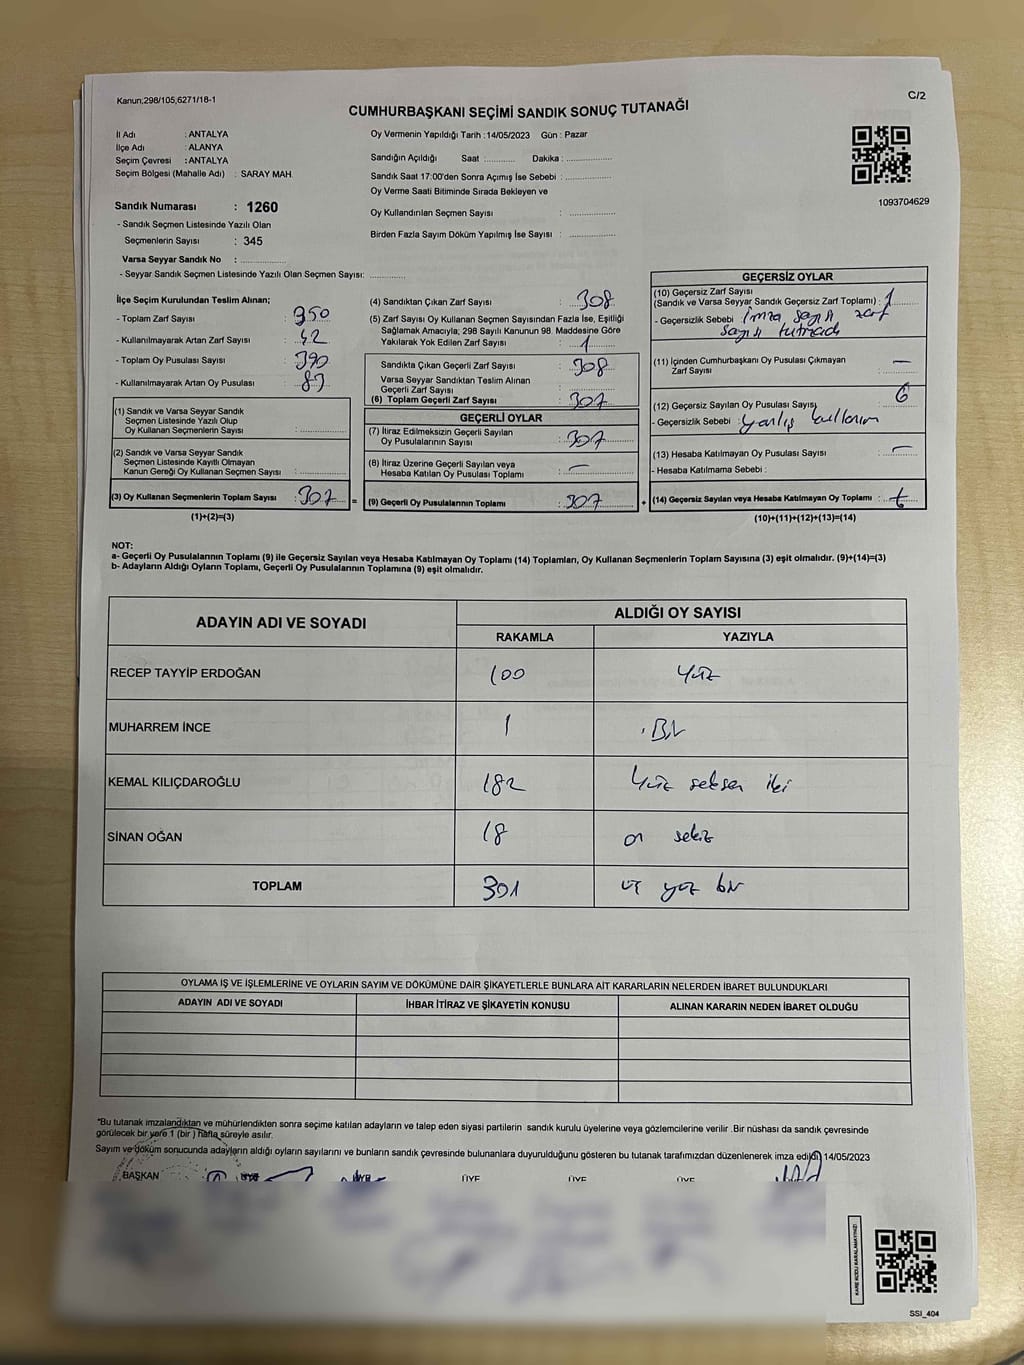 Kanun;298/105,6271/18-1
C/2
CUMHURBAŞKANI SEÇİMİ SANDIK SONUÇ TUTANAĞI
İl Adı : ANTALYA
İlçe Adı : ALANYA
Seçim Çevresi : ANTALYA
Seçim Bölgesi (Mahalle Adı) : SARAY MAH.
Oy Vermenin Yapıldığı Tarih :14/05/2023 Gün : Pazar
Sandığın Açıldığı Saat :............ Dakika :..................
Sandık Saat 17:00'den Sonra Açımış İse Sebebi :..................
Oy Verme Saati Bitiminde Sırada Bekleyen ve
Oy Kullandırılan Seçmen Sayısı :..................
Birden Fazla Sayım Döküm Yapılmış İse Sayısı :..................
1093704629
Sandık Numarası : 1260
- Sandık Seçmen Listesinde Yazılı Olan
Seçmenlerin Sayısı : 345
Varsa Seyyar Sandık No :..................
- Seyyar Sandık Seçmen Listesinde Yazılı Olan Seçmen Sayısı:..............
İlçe Seçim Kurulundan Teslim Alınan;
- Toplam Zarf Sayısı : 350
- Kullanılmayarak Artan Zarf Sayısı : 42
- Toplam Oy Pusulası Sayısı : 390
- Kullanılmayarak Artan Oy Pusulası :
(1) Sandık ve Varsa Seyyar Sandık
Seçmen Listesinde Yazılı Olup
Oy Kullanan Seçmenlerin Sayısı :..................
(2) Sandık ve Varsa Seyyar Sandık
Seçmen Listesinde Kayıtlı Olmayan
Kanun Gereği Oy Kullanan Seçmen Sayısı :..................
(3) Oy Kullanan Seçmenlerin Toplam Sayısı : 307 =
(1)+(2)=(3)
(4) Sandıktan Çıkan Zarf Sayısı : 308
(5) Zarf Sayısı Oy Kullanan Seçmen Sayısından Fazla İse, Eşitliği
Sağlamak Amacıyla; 298 Sayılı Kanunun 98. Maddesine Göre
Yakılarak Yok Edilen Zarf Sayısı : 1
Sandıkta Çıkan Geçerli Zarf Sayısı : 308
Varsa Seyyar Sandıktan Teslim Alınan
Geçerli Zarf Sayısı :..................
(6) Toplam Geçerli Zarf Sayısı : 307
GEÇERLİ OYLAR
(7) İtiraz Edilmeksizin Geçerli Sayılan
Oy Pusulalarının Sayısı : 307
(8) İtiraz Üzerine Geçerli Sayılan veya
Hesaba Katılan Oy Pusulası Sayısı : —
(9) Geçerli Oy Pusulalarının Toplamı : 307 +
GEÇERSİZ OYLAR
(10) Geçersiz Zarf Sayısı
(Sandık ve Varsa Seyyar Sandık Geçersiz Zarf Toplamı) : 1
- Geçersizlik Sebebi : imza sayısı zarf
sayısı tutmadı
(11) İçinden Cumhurbaşkanı Oy Pusulası Çıkmayan
Zarf Sayısı : —
(12) Geçersiz Sayılan Oy Pusulası Sayısı : 6
- Geçersizlik Sebebi : yanlış kullanım
(13) Hesaba Katılmayan Oy Pusulası Sayısı : —
- Hesaba Katılmama Sebebi :
(14) Geçersiz Sayılan veya Hesaba Katılmayan Oy Toplamı :
(10)+(11)+(12)+(13)=(14)
NOT:
a- Geçerli Oy Pusulalarının Toplamı (9) ile Geçersiz Sayılan veya Hesaba Katılmayan Oy Toplamı (14) Toplamları, Oy Kullanan Seçmenlerin Toplam Sayısına (3) eşit olmalıdır. (9)+(14)=(3)
b- Adayların Aldığı Oyların Toplamı, Geçerli Oy Pusulalarının Toplamına (9) eşit olmalıdır.
ADAYIN ADI VE SOYADI
ALDIĞI OY SAYISI
RAKAMLA YAZIYLA
RECEP TAYYİP ERDOĞAN 100 Yüz
MUHARREM İNCE 1 Bir
KEMAL KILIÇDAROĞLU 182 Yüz seksen iki
SİNAN OĞAN 18 on sekiz
TOPLAM 301 üç yüz bir
OYLAMA İŞ VE İŞLEMLERİNE VE OYLARIN SAYIM VE DÖKÜMÜNE DAİR ŞİKAYETLERLE BUNLARA AİT KARARLARIN NELERDEN İBARET BULUNDUKLARI
ADAYIN ADI VE SOYADI İHBAR İTİRAZ VE ŞİKAYETİN KONUSU ALINAN KARARIN NEDEN İBARET OLDUĞU
*Bu tutanak imzalandıktan ve mühürlendikten sonra seçime katılan adayların ve talep eden siyasi partilerin sandık kurulu üyelerine veya gözlemcilerine verilir .Bir nüshası da sandık çevresinde
görülecek bir yere 1 (bir ) hafta süreyle asılır.
Sayım ve döküm sonucunda adayların aldığı oyların sayılarını ve bunların sandık çevresinde bulunanlara duyurulduğunu gösteren bu tutanak tarafımızdan düzenlenerek imza edildi. 14/05/2023
BAŞKAN ÜYE ÜYE ÜYE
KARE KODU KARALAMAYINIZ!
SSI_404